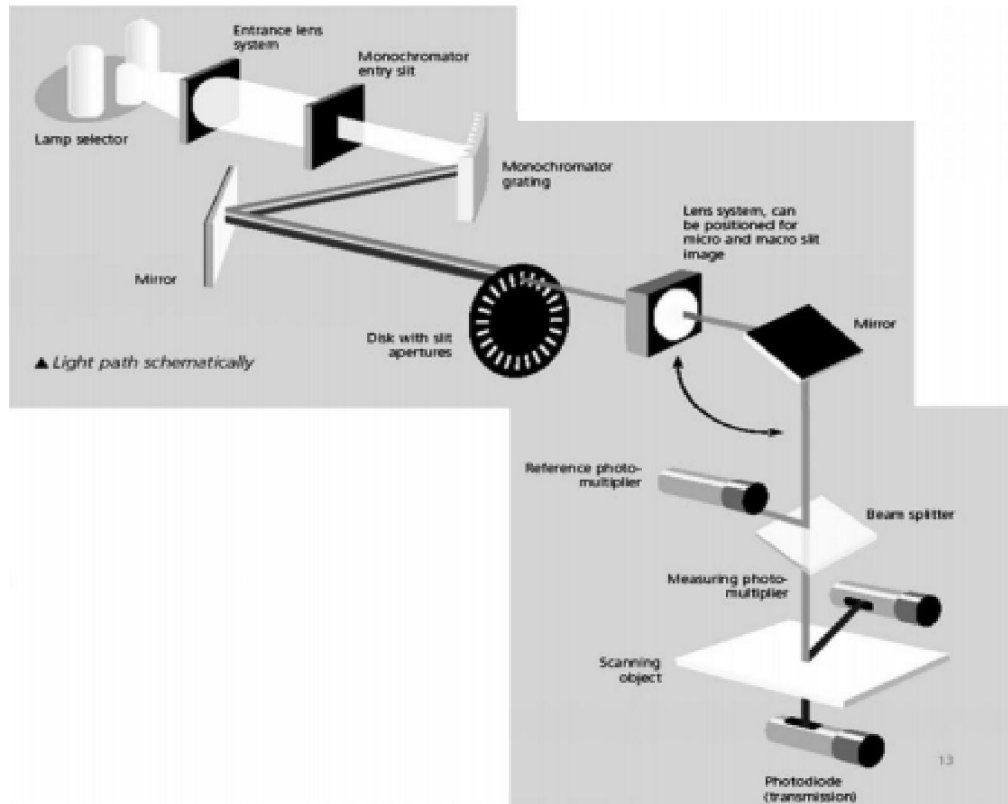 Entrance lens
system
Monochromator
entry slit
Lamp selector
Monochromator
grating
Lens system, can
be positioned for
micro and macro slit
image
Mirror
Mirror
Disk with slit
apertures
▲ Light path schematically
Reference photo-
multiplier
Beam splitter
Measuring photo-
multiplier
Scanning
object
13
Photodiode
(transmission)